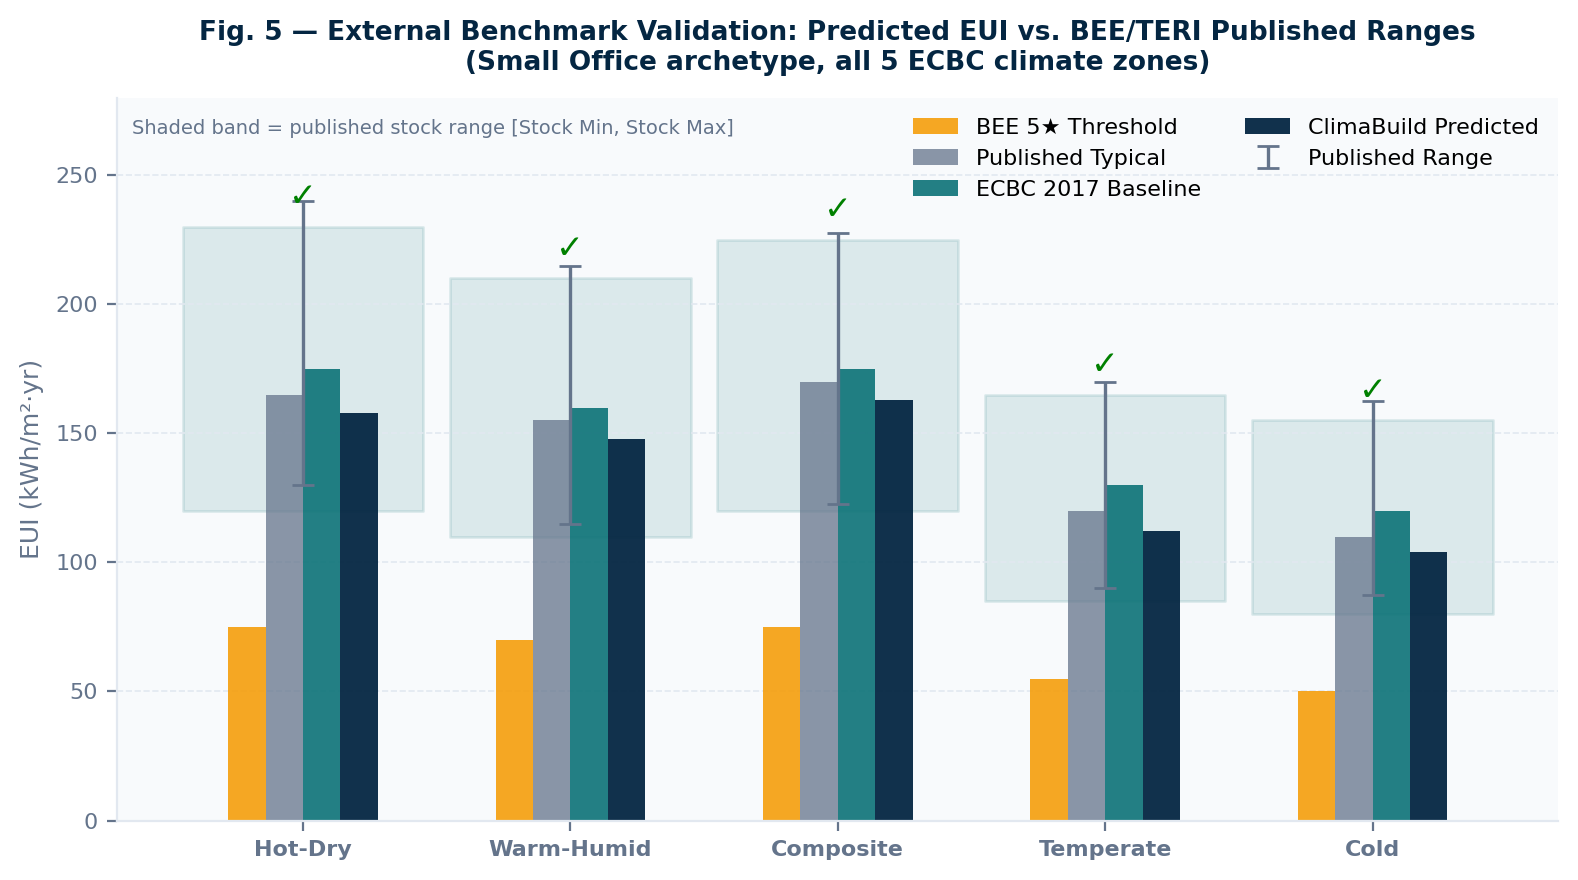 Fig. 5 — External Benchmark Validation: Predicted EUI vs. BEE/TERI Published Ranges
(Small Office archetype, all 5 ECBC climate zones)
Shaded band = published stock range [Stock Min, Stock Max]
BEE 5★ Threshold
Published Typical
ECBC 2017 Baseline
ClimaBuild Predicted
Published Range
EUI (kWh/m²·yr)
250
200
150
100
50
0
✓
✓
✓
✓
✓
Hot-Dry
Warm-Humid
Composite
Temperate
Cold